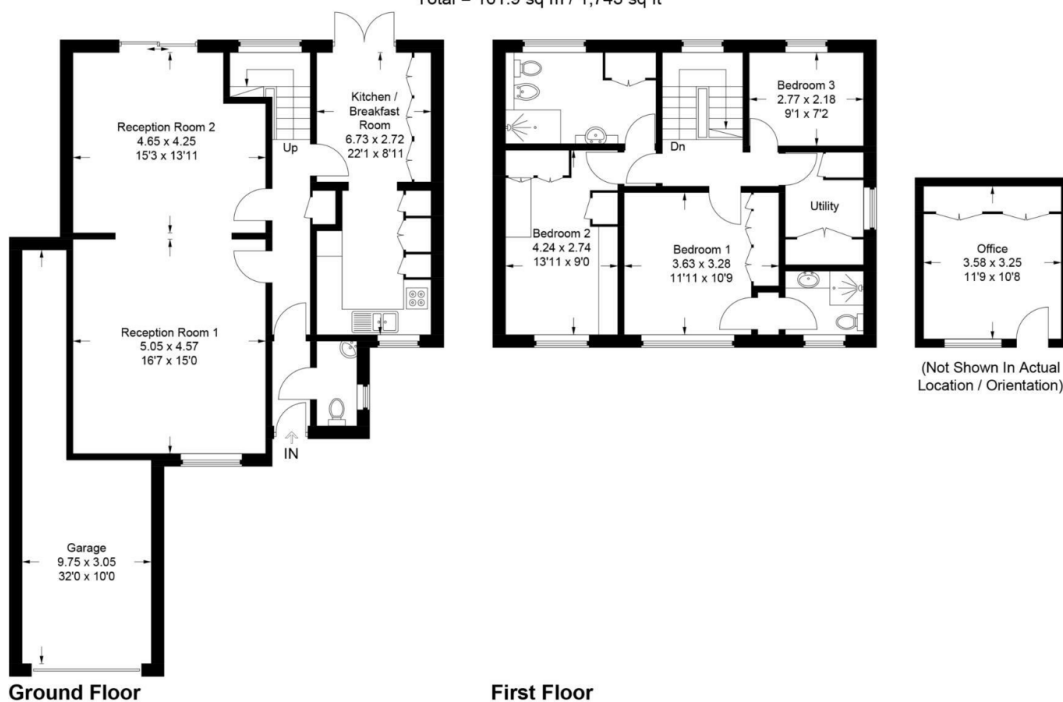 Total = 161.9 sq m / 1,743 sq ft
Reception Room 2
4.65 x 4.25
15'3 x 13'11
Up
Kitchen /
Breakfast
Room
6.73 x 2.72
22'1 x 8'11
Reception Room 1
5.05 x 4.57
16'7 x 15'0
IN
Garage
9.75 x 3.05
32'0 x 10'0
Ground Floor
Bedroom 3
2.77 x 2.18
9'1 x 7'2
Dn
Utility
Bedroom 2
4.24 x 2.74
13'11 x 9'0
Bedroom 1
3.63 x 3.28
11'11 x 10'9
First Floor
Office
3.58 x 3.25
11'9 x 10'8
(Not Shown In Actual
Location / Orientation)